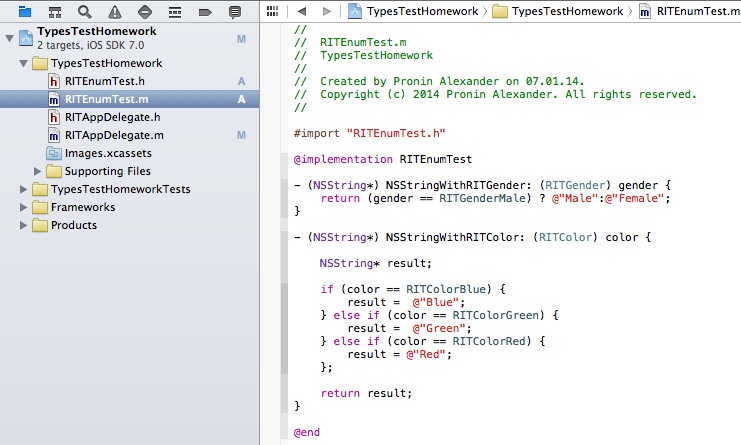 TypesTestHomework
2 targets, iOS SDK 7.0
M
TypesTestHomework
RITEnumTest.h
A
RITEnumTest.m
A
RITAppDelegate.h
RITAppDelegate.m
M
Images.xcassets
Supporting Files
TypesTestHomeworkTests
Frameworks
Products
TypesTestHomework TypesTestHomework RITEnumTest.m
//
//  RITEnumTest.m
//  TypesTestHomework
//
//  Created by Pronin Alexander on 07.01.14.
//  Copyright (c) 2014 Pronin Alexander. All rights reserved.
//
#import "RITEnumTest.h"
@implementation RITEnumTest
- (NSString*) NSStringWithRITGender: (RITGender) gender {
    return (gender == RITGenderMale) ? @"Male":@"Female";
}
- (NSString*) NSStringWithRITColor: (RITColor) color {
    NSString* result;
    if (color == RITColorBlue) {
        result =  @"Blue";
    } else if (color == RITColorGreen) {
        result =  @"Green";
    } else if (color == RITColorRed) {
        result = @"Red";
    };
    return result;
}
@end